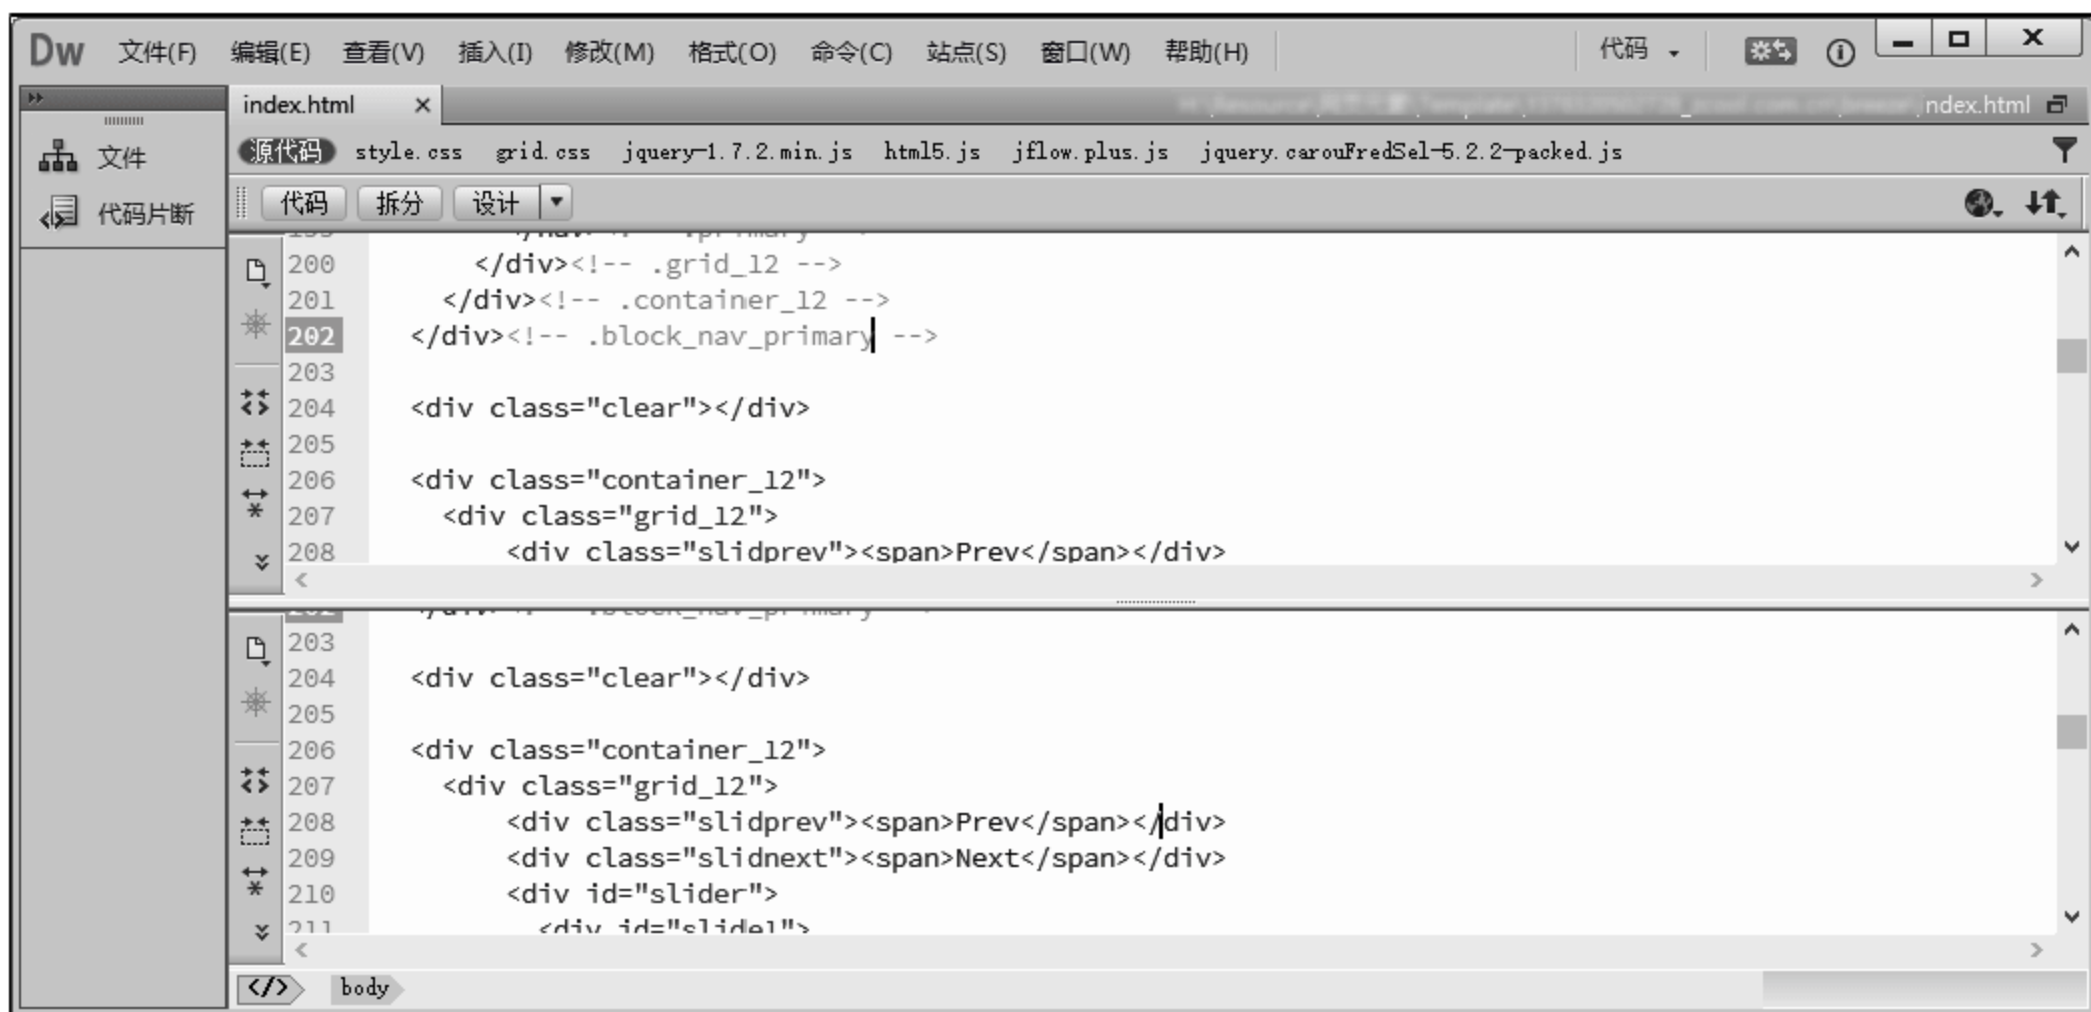 Dw 文件(F) 编辑(E) 查看(V) 插入(I) 修改(M) 格式(O) 命令(C) 站点(S) 窗口(W) 帮助(H) 代码
index.html ndex.html
文件
代码片断
源代码 style.css grid.css jquery-1.7.2.min.js html5.js jflow.plus.js jquery.carouFredSel-5.2.2-packed.js
代码 拆分 设计
200 </div><!-- .grid_12 -->
201 </div><!-- .container_12 -->
202 </div><!-- .block_nav_primary -->
203
204 <div class="clear"></div>
205
206 <div class="container_12">
207 <div class="grid_12">
208 <div class="slidprev"><span>Prev</span></div>
203
204 <div class="clear"></div>
205
206 <div class="container_12">
207 <div class="grid_12">
208 <div class="slidprev"><span>Prev</span></div>
209 <div class="slidnext"><span>Next</span></div>
210 <div id="slider">
211 <div id="slide1">
</> body